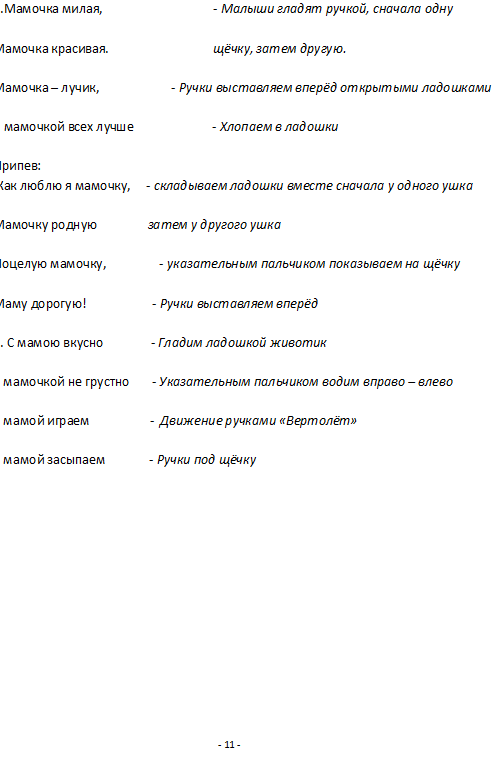 .Мамочка милая, - Малыши гладят ручкой, сначала одну
Мамочка красивая. щёчку, затем другую.
Мамочка – лучик, - Ручки выставляем вперёд открытыми ладошками
мамочкой всех лучше - Хлопаем в ладошки
Припев:
Как люблю я мамочку, - складываем ладошки вместе сначала у одного ушка
Мамочку родную затем у другого ушка
Поцелую мамочку, - указательным пальчиком показываем на щёчку
Маму дорогую! - Ручки выставляем вперёд
. С мамою вкусно - Гладим ладошкой животик
мамочкой не грустно - Указательным пальчиком водим вправо – влево
мамой играем - Движение ручками «Вертолёт»
мамой засыпаем - Ручки под щёчку
- 11 -